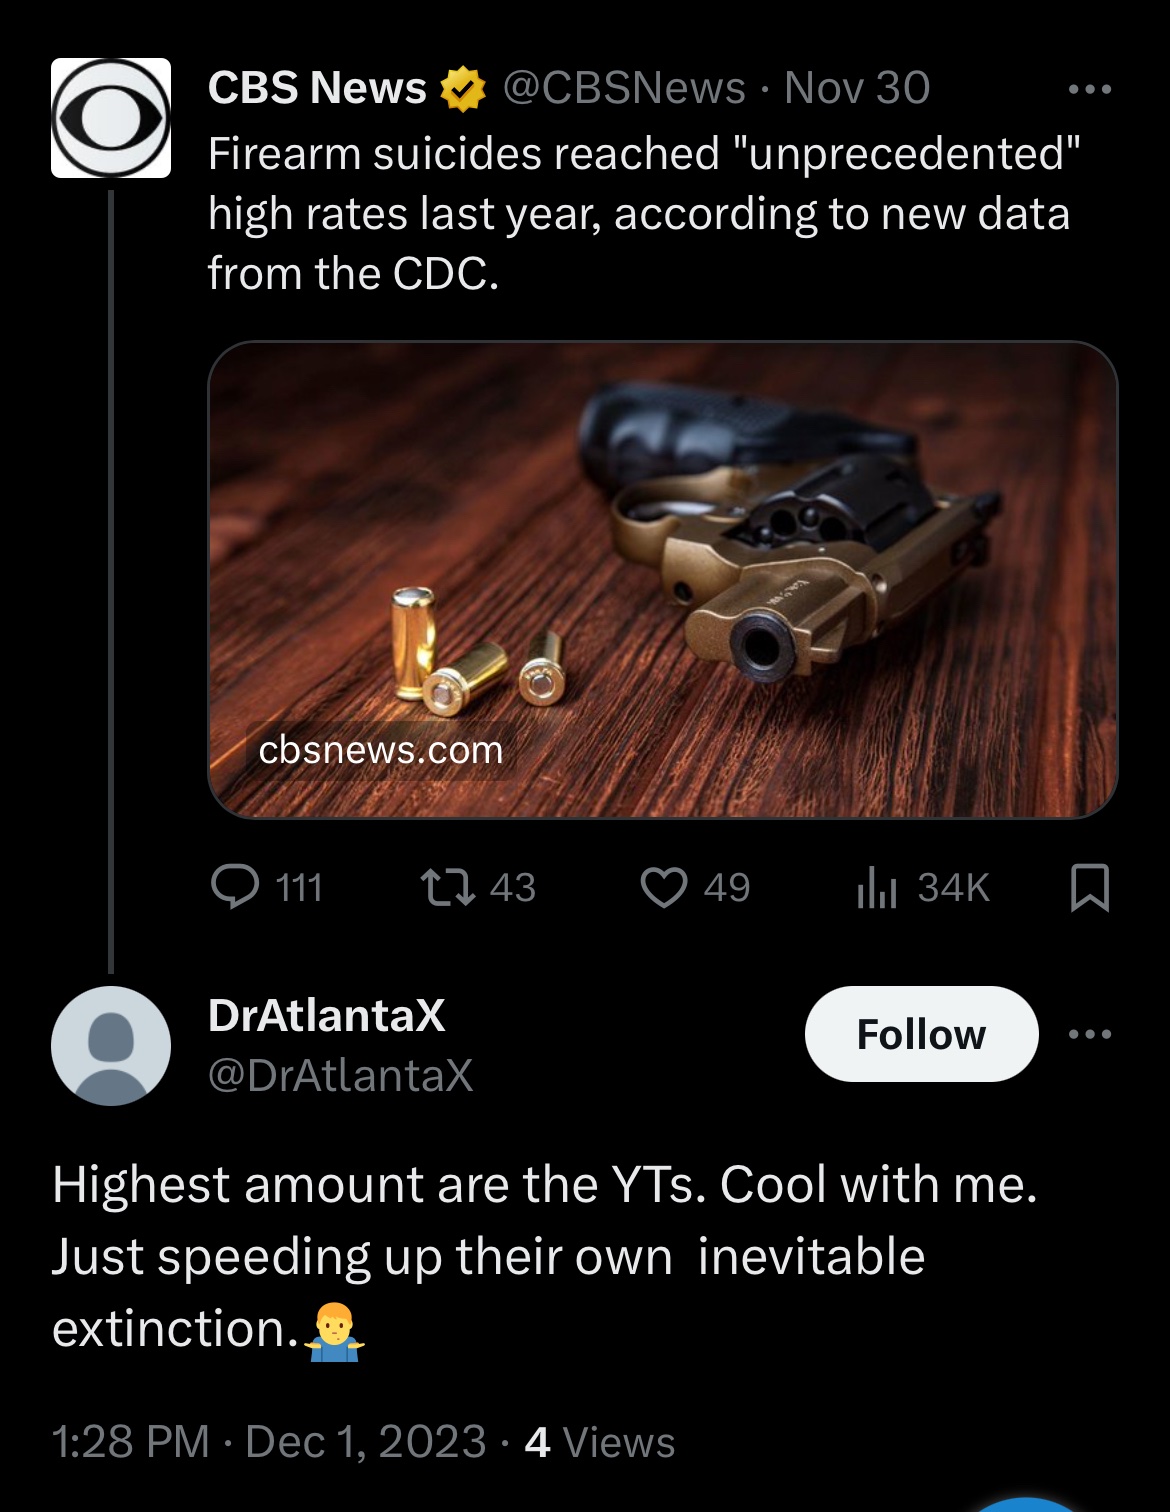 CBS News @CBSNews · Nov 30
Firearm suicides reached "unprecedented"
high rates last year, according to new data
from the CDC.
cbsnews.com
111 43 49 34K
DrAtlantaX
Follow
@DrAtlantaX
Highest amount are the YTs. Cool with me.
Just speeding up their own  inevitable
extinction.🤷‍♂️
1:28 PM · Dec 1, 2023 · 4 Views